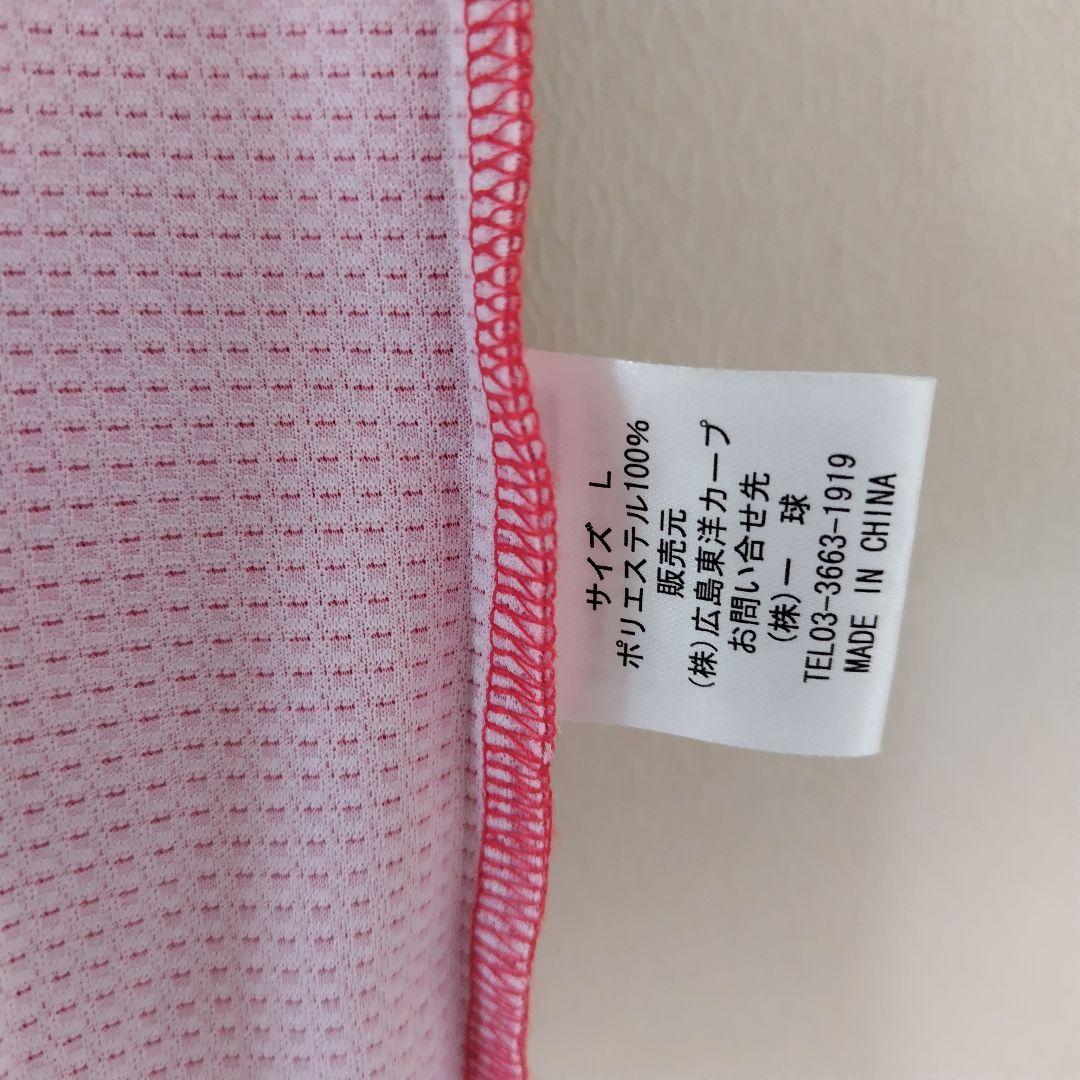 サイズ L
ポリエステル100%
販売元
(株)広島東洋カープ
お問い合せ先
(株)一 球
TEL03-3663-1919
MADE IN CHINA